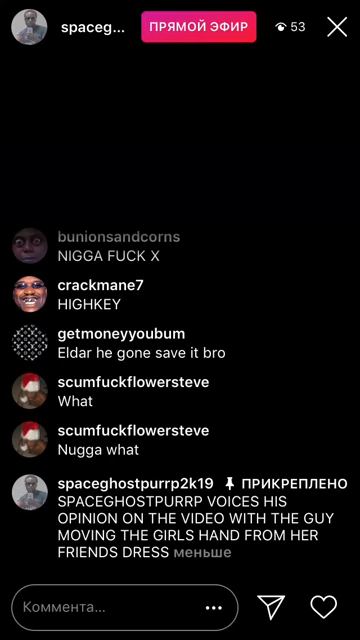 spaceg...
ПРЯМОЙ ЭФИР
53
bunionsandcorns
NIGGA FUCK X
crackmane7
HIGHKEY
getmoneyyoubum
Eldar he gone save it bro
scumfuckflowersteve
What
scumfuckflowersteve
Nugga what
spaceghostpurrp2k19 ПРИКРЕПЛЕНО
SPACEGHOSTPURRP VOICES HIS
OPINION ON THE VIDEO WITH THE GUY
MOVING THE GIRLS HAND FROM HER
FRIENDS DRESS меньше
Коммента...